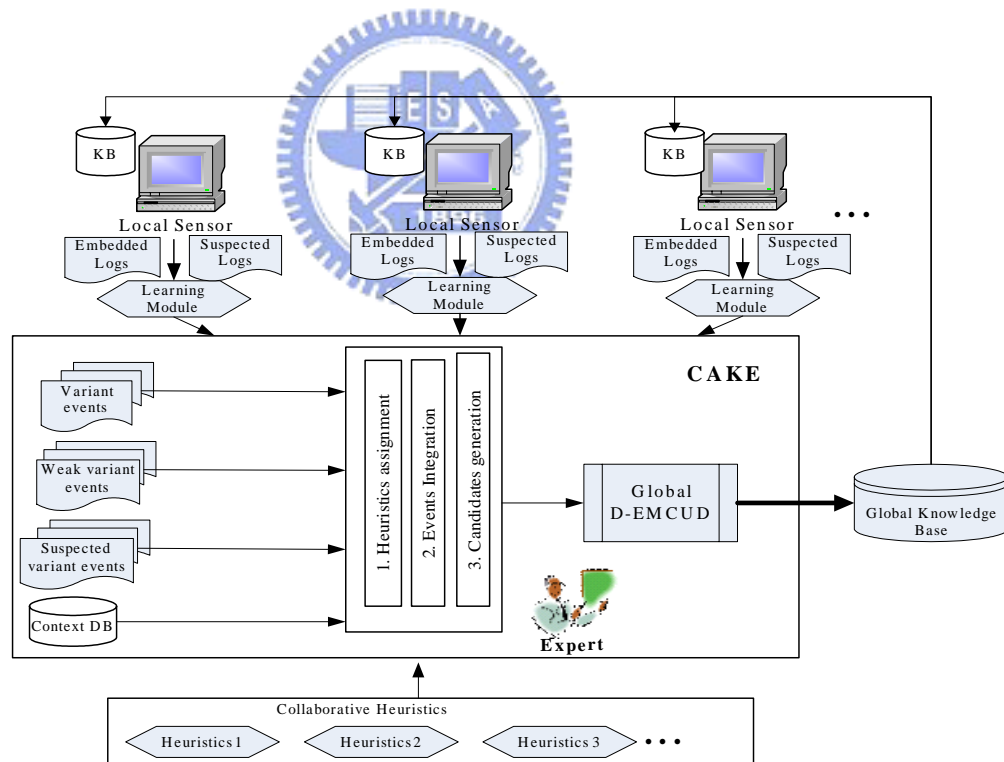 KB
KB
KB
Local Sensor
Local Sensor
Local Sensor
Embedded
Logs
Suspected
Logs
Embedded
Logs
Suspected
Logs
Embedded
Logs
Suspected
Logs
Learning
Module
Learning
Module
Learning
Module
CAKE
Variant
events
Weak variant
events
Suspected
variant events
Context DB
1. Heuristics assignment
2. Events Integration
3. Candidates generation
Global
D-EMCUD
Global Knowledge
Base
Expert
Collaborative Heuristics
Heuristics 1
Heuristics 2
Heuristics 3